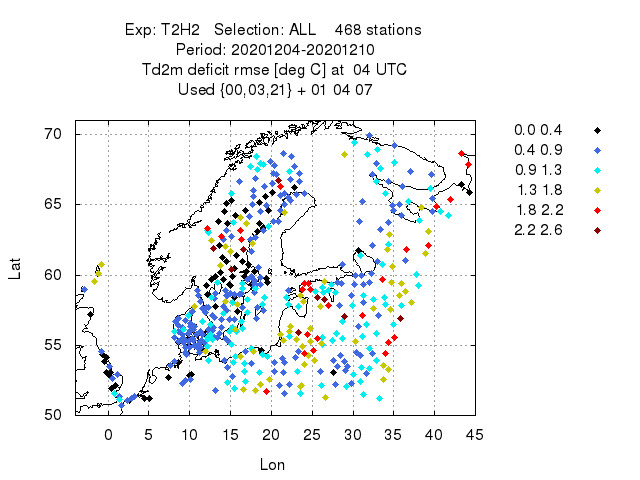 Exp: T2H2 Selection: ALL 468 stations
Period: 20201204-20201210
Td2m deficit rmse [deg C] at 04 UTC
Used {00,03,21} + 01 04 07
70
65
60
55
50
Lat
0 5 10 15 20 25 30 35 40 45
Lon
0.0 0.4
0.4 0.9
0.9 1.3
1.3 1.8
1.8 2.2
2.2 2.6